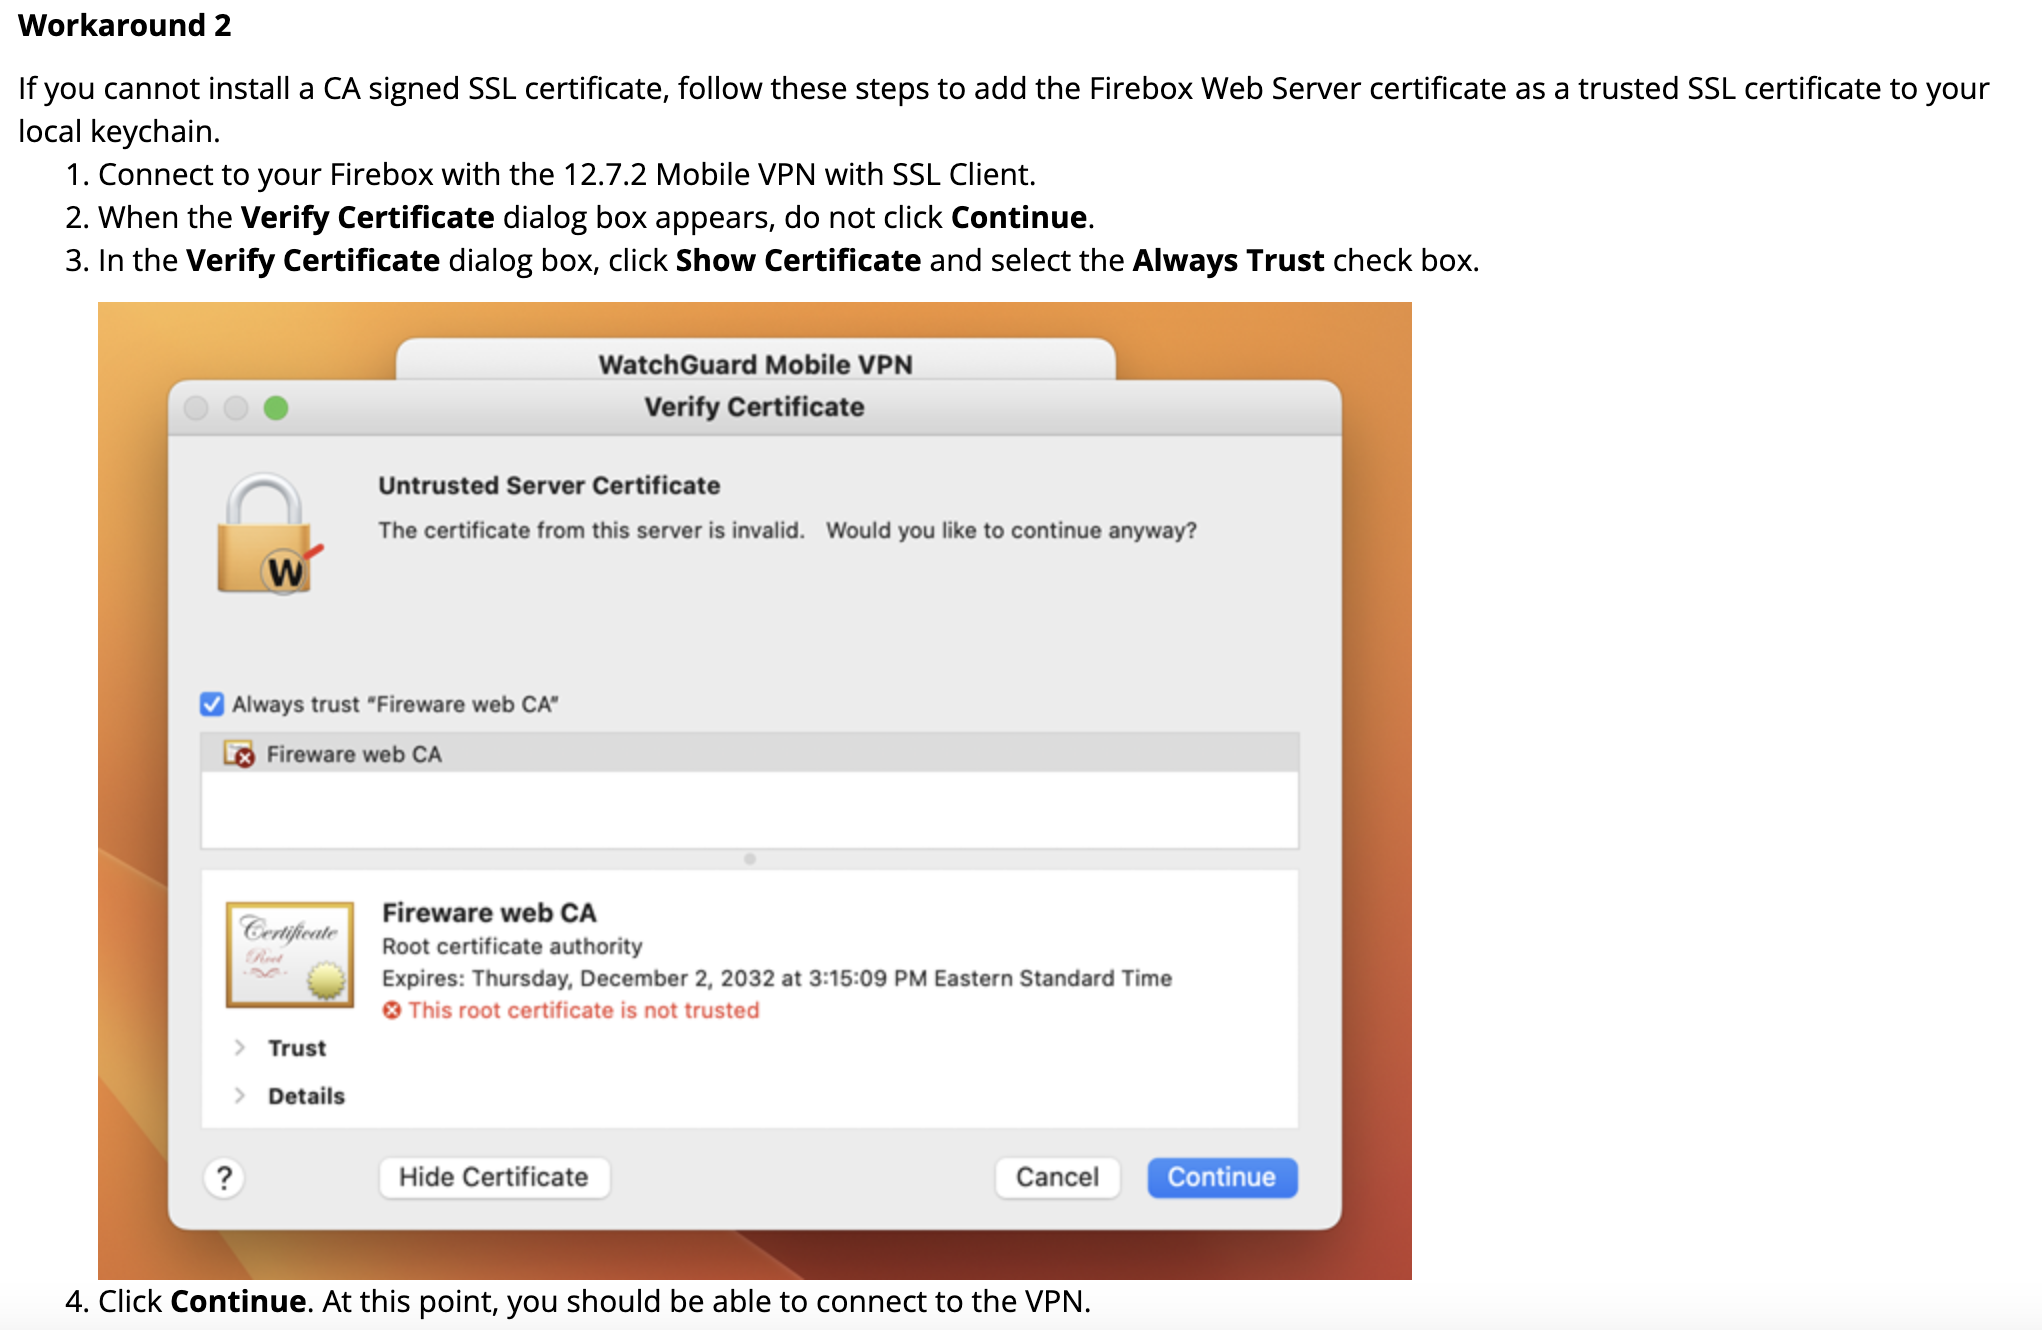 Workaround 2
If you cannot install a CA signed SSL certificate, follow these steps to add the Firebox Web Server certificate as a trusted SSL certificate to your
local keychain.
1. Connect to your Firebox with the 12.7.2 Mobile VPN with SSL Client.
2. When the Verify Certificate dialog box appears, do not click Continue.
3. In the Verify Certificate dialog box, click Show Certificate and select the Always Trust check box.
WatchGuard Mobile VPN
Verify Certificate
Untrusted Server Certificate
The certificate from this server is invalid. Would you like to continue anyway?
W
Always trust “Fireware web CA”
Fireware web CA
Certificate
Root
Fireware web CA
Root certificate authority
Expires: Thursday, December 2, 2032 at 3:15:09 PM Eastern Standard Time
This root certificate is not trusted
Trust
Details
? Hide Certificate Cancel Continue
4. Click Continue. At this point, you should be able to connect to the VPN.